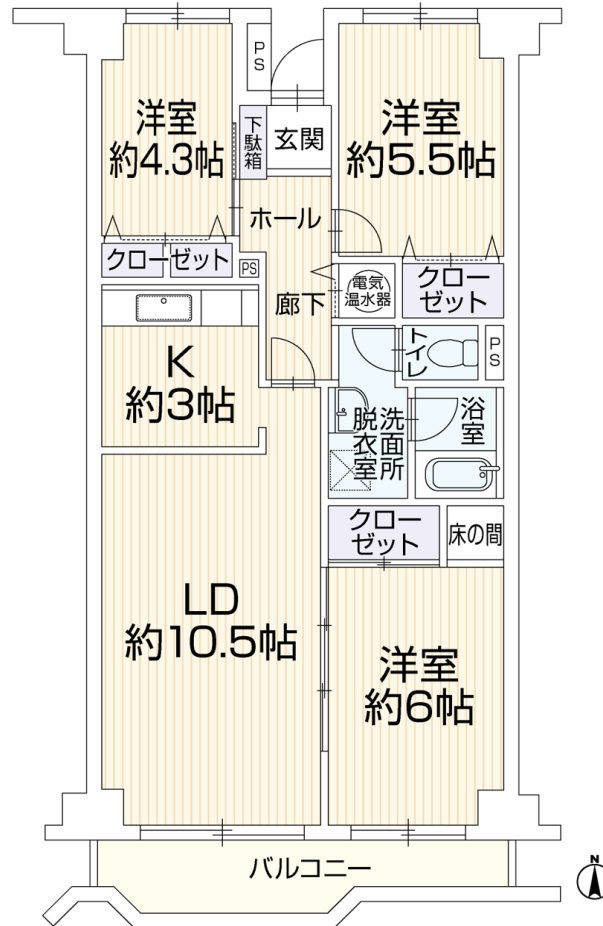 PS
洋室
約4.3帖
下駄箱
玄関
洋室
約5.5帖
ホール
クローゼット
PS
廊下
電気
温水器
クロー
ゼット
トイレ
PS
K
約3帖
洗面所
脱衣室
浴室
クロー
ゼット
床の間
LD
約10.5帖
洋室
約6帖
バルコニー
N